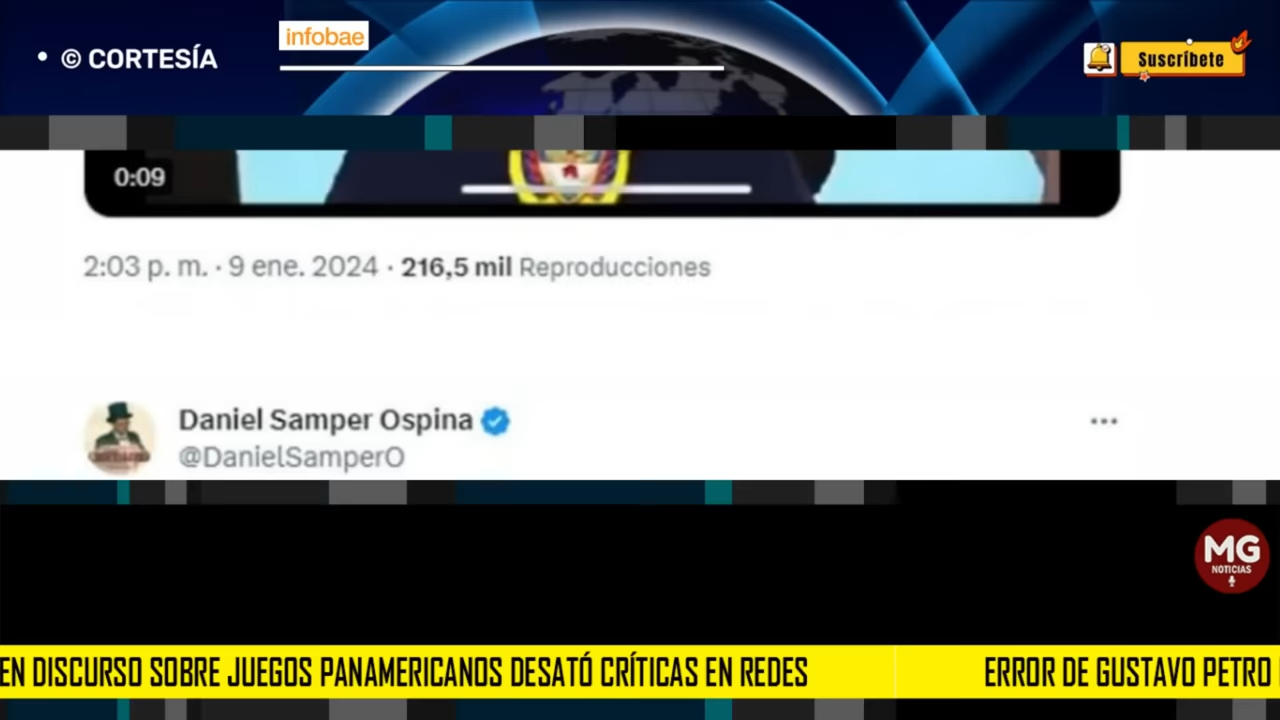 infobae
• © CORTESÍA
Suscríbete
0:09
2:03 p. m. · 9 ene. 2024 · 216,5 mil Reproducciones
Daniel Samper Ospina
@DanielSamperO
MG
NOTICIAS
EN DISCURSO SOBRE JUEGOS PANAMERICANOS DESATÓ CRÍTICAS EN REDES ERROR DE GUSTAVO PETRO